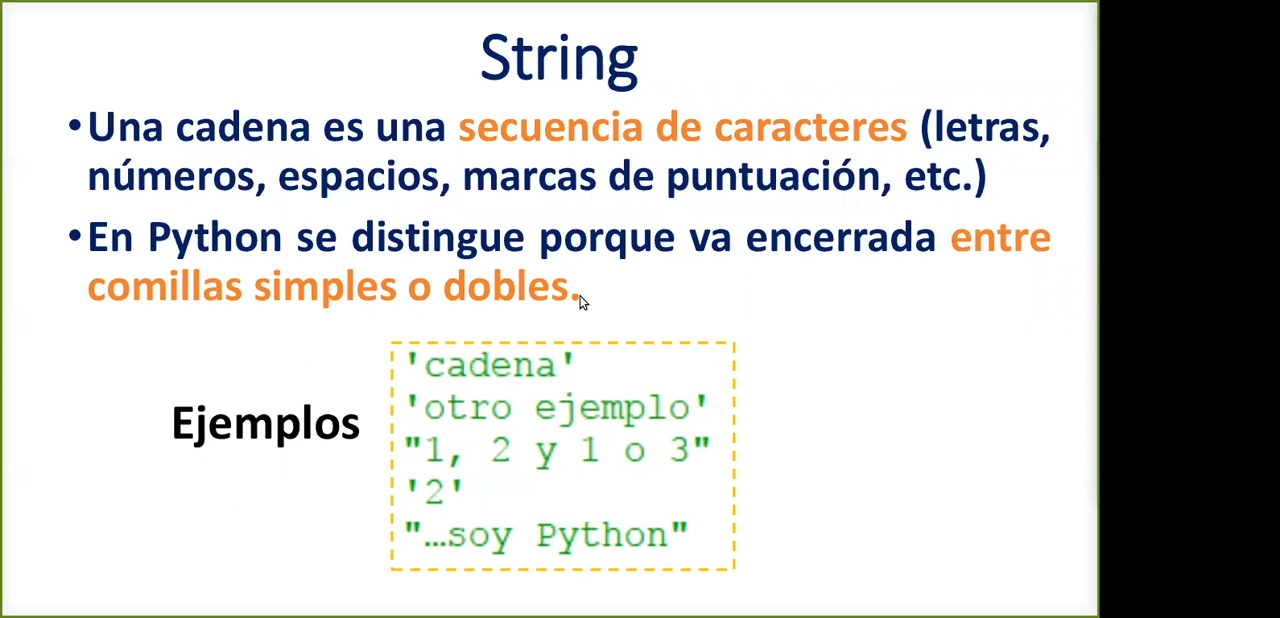 String
•Una cadena es una secuencia de caracteres (letras,
números, espacios, marcas de puntuación, etc.)
•En Python se distingue porque va encerrada entre
comillas simples o dobles.
'cadena'
'otro ejemplo'
Ejemplos
"1, 2 y 1 o 3"
'2'
"…soy Python"